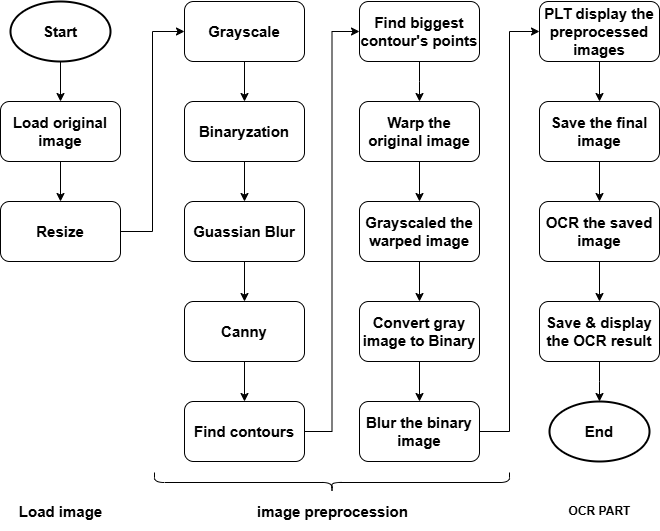 Start
Load original
image
Resize
Grayscale
Binaryzation
Guassian Blur
Canny
Find contours
Find biggest
contour's points
Warp the
original image
Grayscaled the
warped image
Convert gray
image to Binary
Blur the binary
image
PLT display the
preprocessed
images
Save the final
image
OCR the saved
image
Save & display
the OCR result
End
Load image
image preprocession
OCR PART